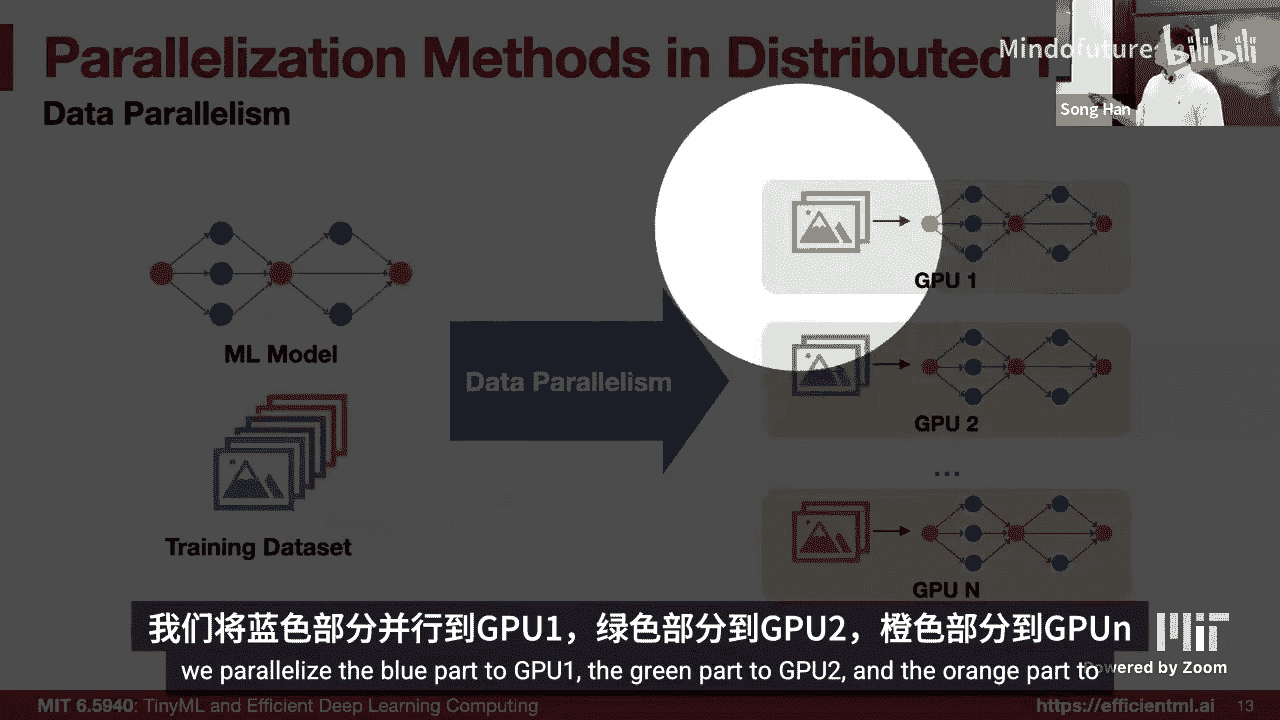 Parallelization Methods in Distributed T
Mindofuture
bilibili
Song Han
Data Parallelism
GPU 1
ML Model
Data Parallelism
GPU 2
...
Training Dataset
GPU N
我们将蓝色部分并行到GPU1，绿色部分到GPU2，橙色部分到GPUn
MIT
we parallelize the blue part to GPU1, the green part to GPU2, and the orange part to
Powered by Zoom
MIT 6.5940: TinyML and Efficient Deep Learning Computing
https://efficientml.ai
13